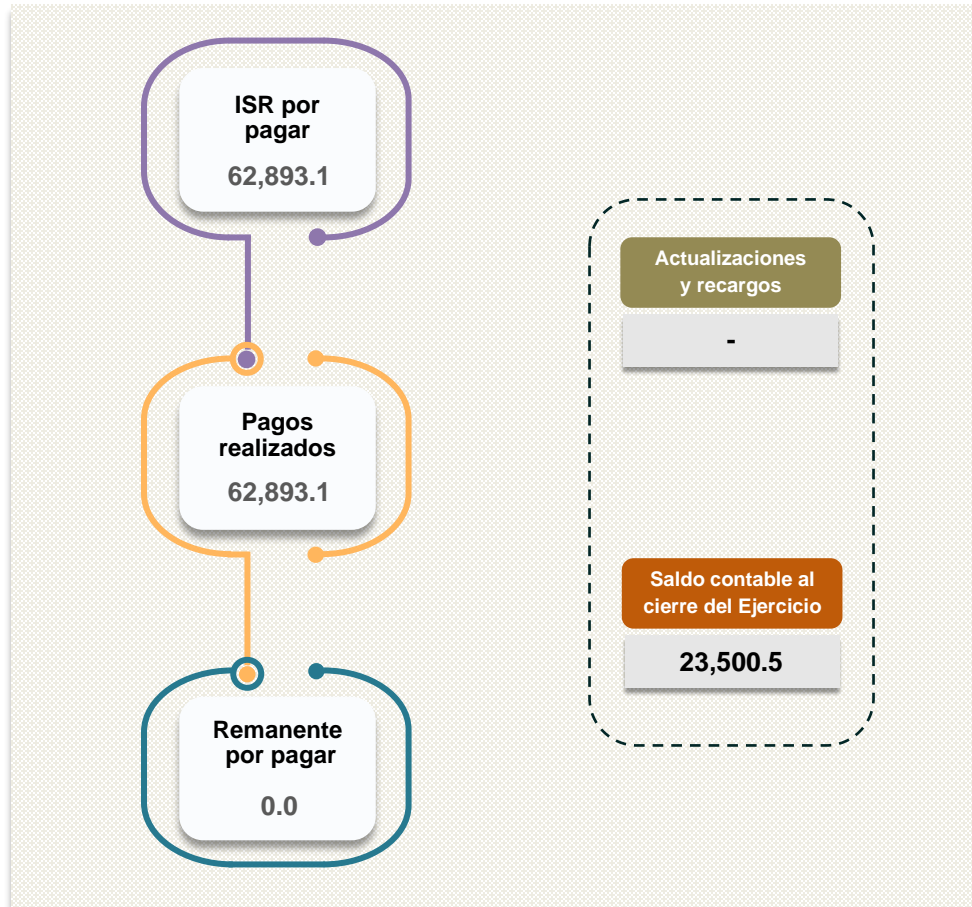 ISR por
pagar
62,893.1
Pagos
realizados
62,893.1
Remanente
por pagar
0.0
Actualizaciones
y recargos
-
Saldo contable al
cierre del Ejercicio
23,500.5